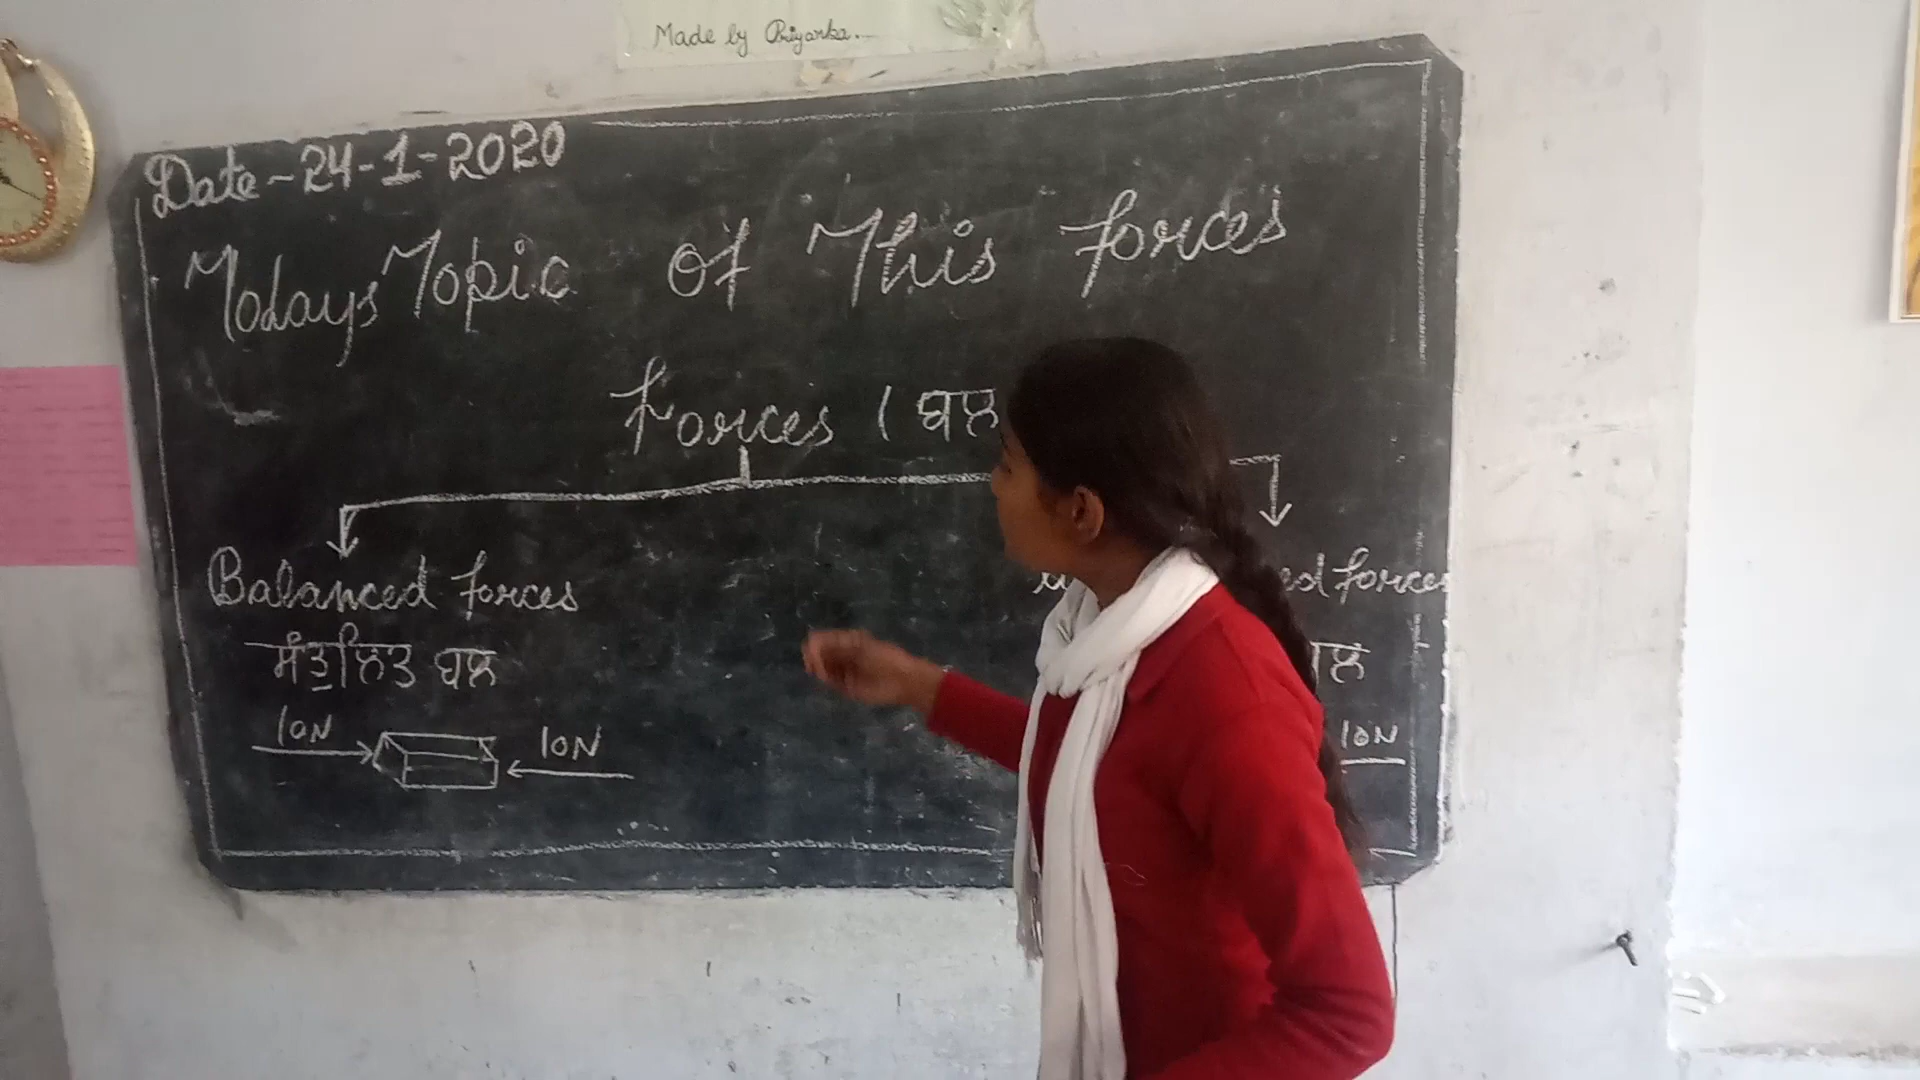 Made by Priyanka...
Date - 24-1-2020
Todays Topic Of This forces
Forces ( ਬਲ
Balanced forces
ed forces
ਸੰਤੁਲਿਤ ਬਲ
10N 10N
10N